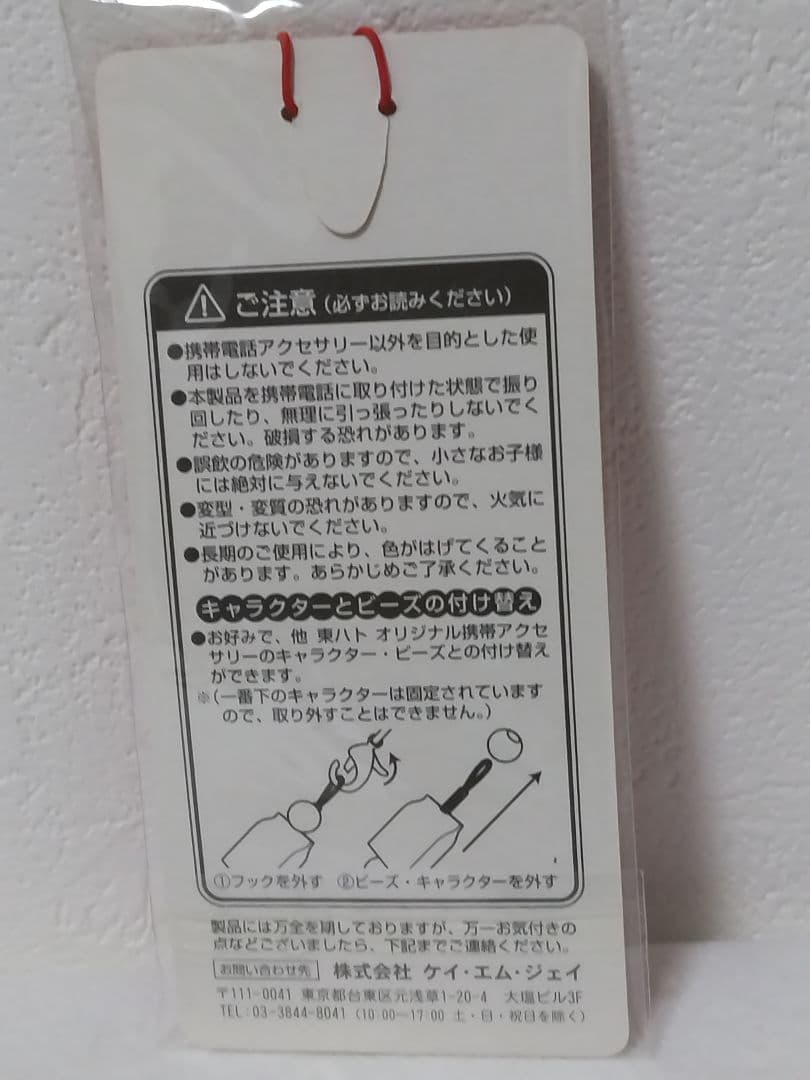 ご注意（必ずお読みください）
●携帯電話アクセサリー以外を目的とした使
用はしないでください。
●本製品を携帯電話に取り付けた状態で振り
回したり、無理に引っ張ったりしないでく
ださい。破損する恐れがあります。
●誤飲の危険がありますので、小さなお子様
には絶対に与えないでください。
●変型・変質の恐れがありますので、火気に
近づけないでください。
●長期のご使用により、色がはげてくること
があります。あらかじめご了承ください。
キャラクターとビーズの付け替え
●お好みで、他 東ハト オリジナル携帯アクセ
サリーのキャラクター・ビーズとの付け替え
ができます。
※（一番下のキャラクターは固定されています
ので、取り外すことはできません。）
①フックを外す ②ビーズ・キャラクターを外す
製品には万全を期しておりますが、万一お気付きの
点などございましたら、下記までご連絡ください。
お問い合わせ先 株式会社 ケイ・エム・ジェイ
〒111-0041 東京都台東区元浅草1-20-4 大塩ビル3F
TEL:03-3844-8041（10:00～17:00 土・日・祝日を除く）